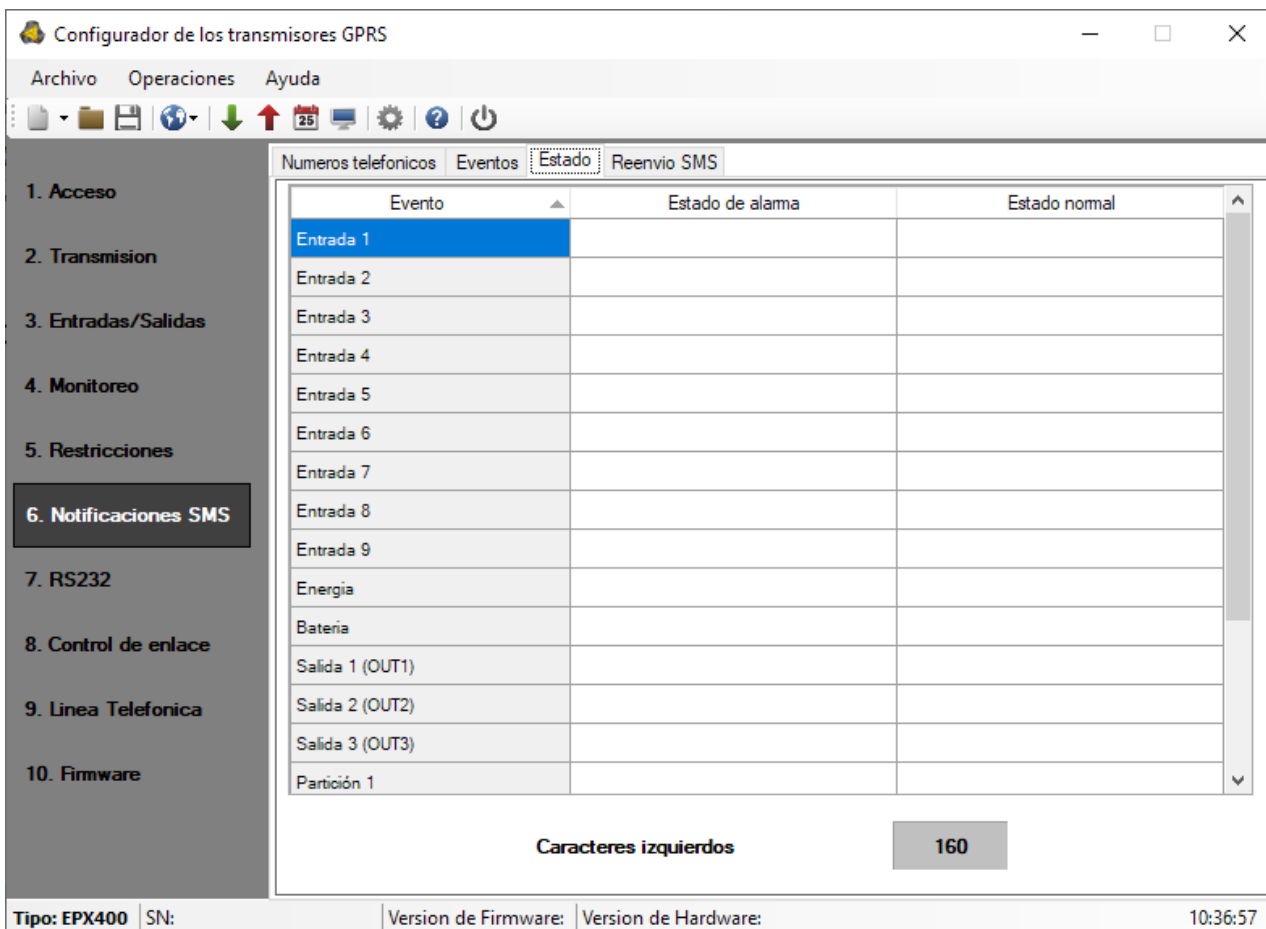 Configurador de los transmisores GPRS
Archivo Operaciones Ayuda
25
Numeros telefonicos Eventos Estado Reenvio SMS
1. Acceso
2. Transmision
3. Entradas/Salidas
4. Monitoreo
5. Restricciones
6. Notificaciones SMS
7. RS232
8. Control de enlace
9. Linea Telefonica
10. Firmware
Evento Estado de alarma Estado normal
Entrada 1
Entrada 2
Entrada 3
Entrada 4
Entrada 5
Entrada 6
Entrada 7
Entrada 8
Entrada 9
Energia
Bateria
Salida 1 (OUT1)
Salida 2 (OUT2)
Salida 3 (OUT3)
Partición 1
Caracteres izquierdos 160
Tipo: EPX400 SN: Version de Firmware: Version de Hardware: 10:36:57